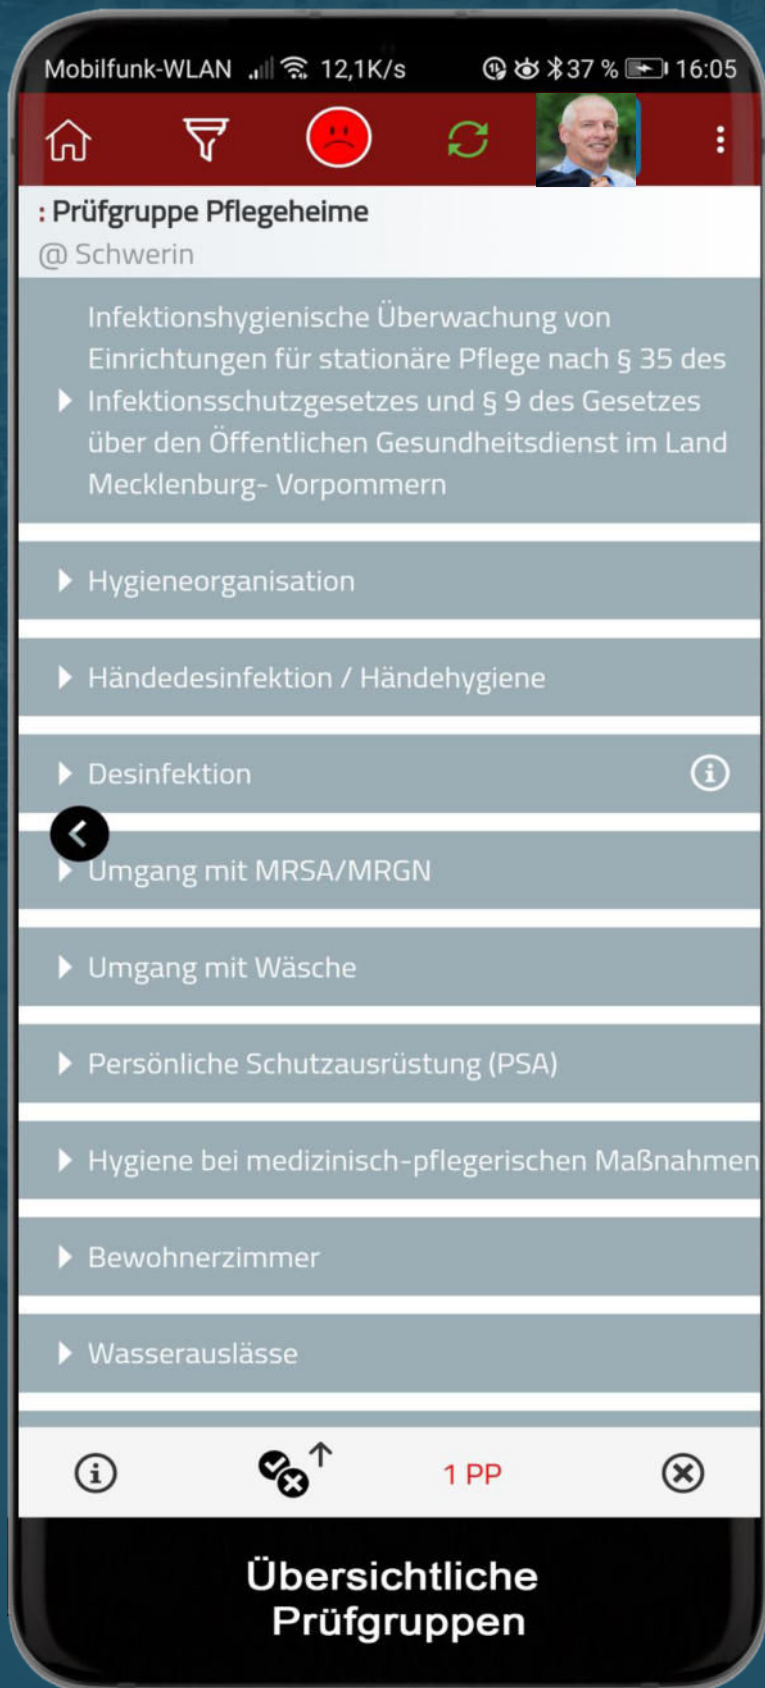 Mobilfunk-WLAN 12,1K/s 37 % 16:05
: Prüfgruppe Pflegeheime
@ Schwerin
Infektionshygienische Überwachung von
Einrichtungen für stationäre Pflege nach § 35 des
Infektionsschutzgesetzes und § 9 des Gesetzes
über den Öffentlichen Gesundheitsdienst im Land
Mecklenburg- Vorpommern
Hygieneorganisation
Händedesinfektion / Händehygiene
Desinfektion
Umgang mit MRSA/MRGN
Umgang mit Wäsche
Persönliche Schutzausrüstung (PSA)
Hygiene bei medizinisch-pflegerischen Maßnahmen
Bewohnerzimmer
Wasserauslässe
1 PP
Übersichtliche
Prüfgruppen